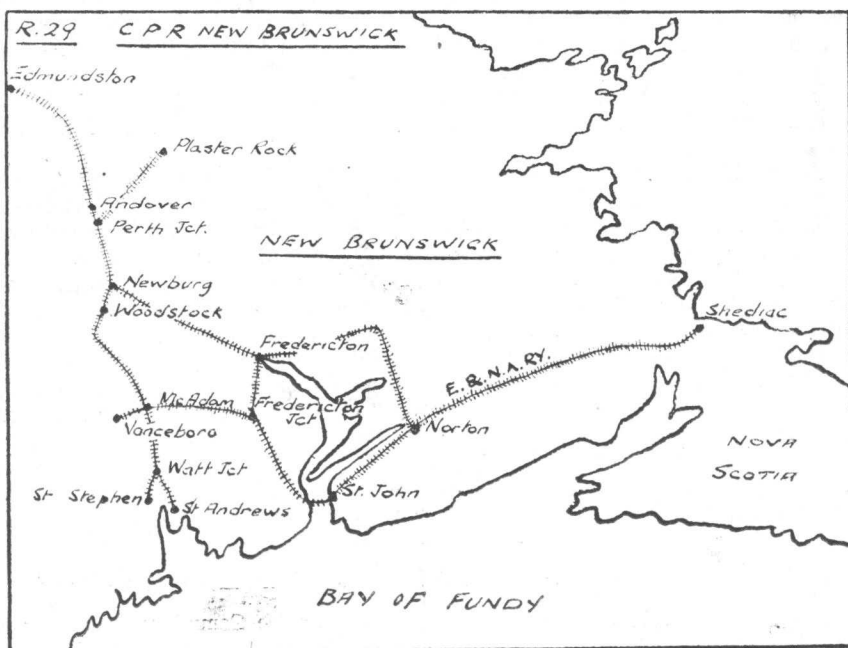 R.29 C P R NEW BRUNSWICK
Edmundston
Plaster Rock
Andover
Perth Jct.
NEW BRUNSWICK
Newburg
Woodstock
Shediac
Fredericton
E. & N.A.RY.
McAdam
Fredericton
Jct
Vanceboro
Norton
NOVA
SCOTIA
Watt Jct
St Stephen
St Andrews
St. John
BAY OF FUNDY